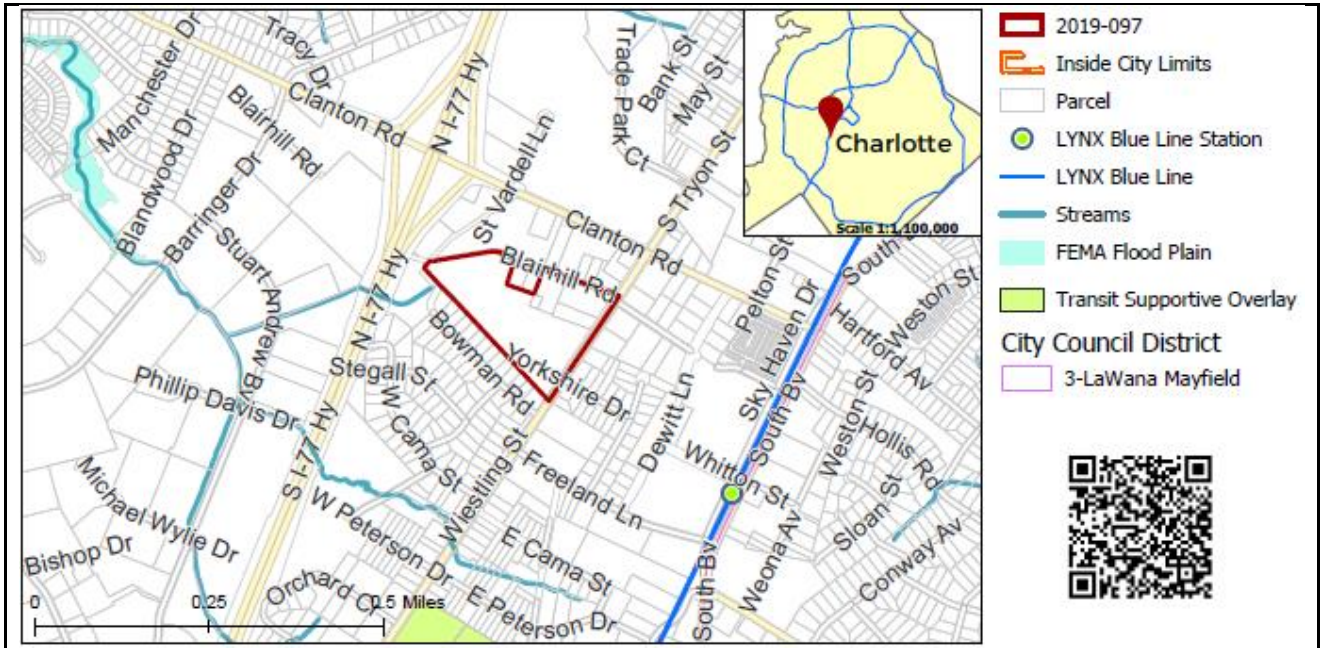 Manchester Dr
Tracy Dr
Blairhill Rd
Clanton Rd
N I-77 Hy
Trade Park Ct
Bank St
May St
S Tryon St
Charlotte
Scale 1:1,100,000
Blandwood Dr
Barringer Dr
Stuart Andrew Bv
St Vardell Ln
Clanton Rd
Blairhill Rd
N I-77 Hy
Pelton St
Sky Haven Dr
South Bv
Weston St
Hartford Av
Bowman Rd
Yorkshire Dr
Stegall St
W Cama St
Phillip Davis Dr
S I-77 Hy
Wiestling St
Freeland Ln
Dewitt Ln
Whitton St
Weston St
Hollis Rd
Sloan St
Conway Av
Weona Av
South Bv
Michael Wylie Dr
Bishop Dr
W Peterson Dr
E Cama St
E Peterson Dr
Orchard Ci
0 0.25 0.5 Miles
2019-097
Inside City Limits
Parcel
LYNX Blue Line Station
LYNX Blue Line
Streams
FEMA Flood Plain
Transit Supportive Overlay
City Council District
3-LaWana Mayfield